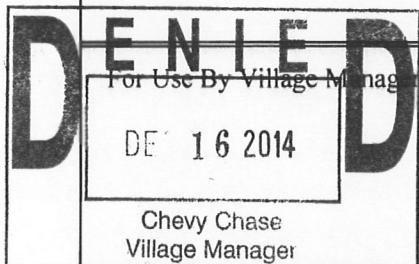 DENIED
For Use By Village Manager
DE 16 2014
Chevy Chase
Village Manager